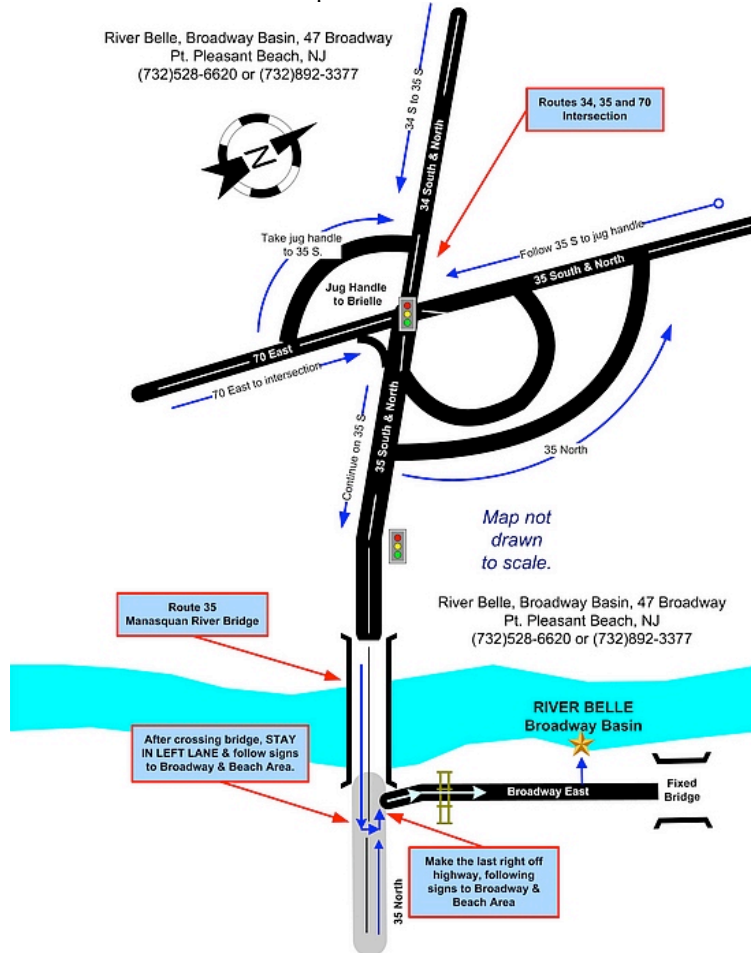 River Belle, Broadway Basin, 47 Broadway
Pt. Pleasant Beach, NJ
(732)528-6620 or (732)892-3377
34 S to 35 S
34 South & North
Routes 34, 35 and 70
Intersection
N
Take jug handle
to 35 S.
Follow 35 S to jug handle
35 South & North
Jug Handle
to Brielle
70 East
70 East to intersection
Continue on 35 S
35 South & North
35 North
Map not
drawn
to scale.
Route 35
Manasquan River Bridge
River Belle, Broadway Basin, 47 Broadway
Pt. Pleasant Beach, NJ
(732)528-6620 or (732)892-3377
RIVER BELLE
Broadway Basin
After crossing bridge, STAY
IN LEFT LANE & follow signs
to Broadway & Beach Area.
Broadway East
Fixed
Bridge
Make the last right off
highway, following
signs to Broadway &
Beach Area
35 North